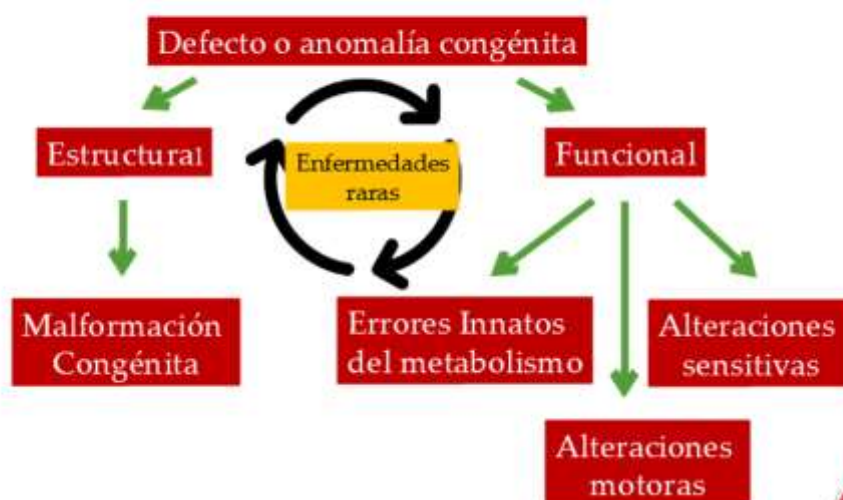 Defecto o anomalía congénita
Estructural
Enfermedades
raras
Funcional
Malformación
Congénita
Errores Innatos
del metabolismo
Alteraciones
sensitivas
Alteraciones
motoras